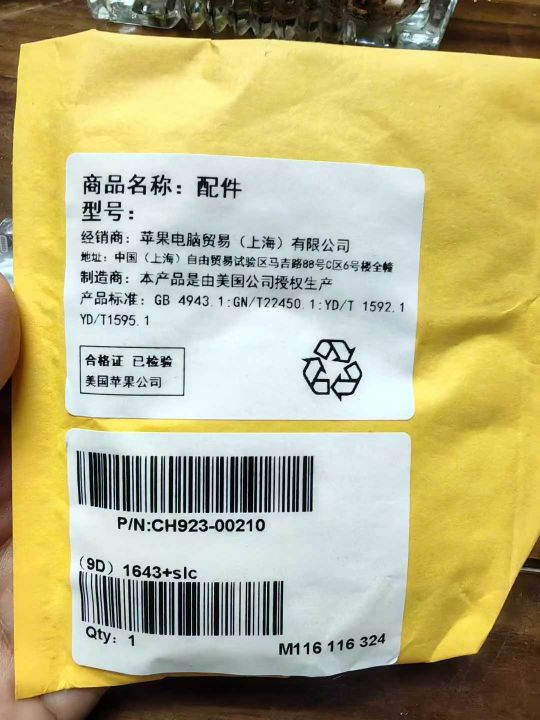 商品名称：配件
型号：
经销商：苹果电脑贸易（上海）有限公司
地址：中国（上海）自由贸易试验区马吉路88号C区6号楼全幢
制造商：本产品是由美国公司授权生产
产品标准：GB 4943.1:GN/T22450.1:YD/T 1592.1
YD/T1595.1
合格证 已检验
美国苹果公司
P/N:CH923-00210
（9D）1643+slc
Qty：1
M116 116 324